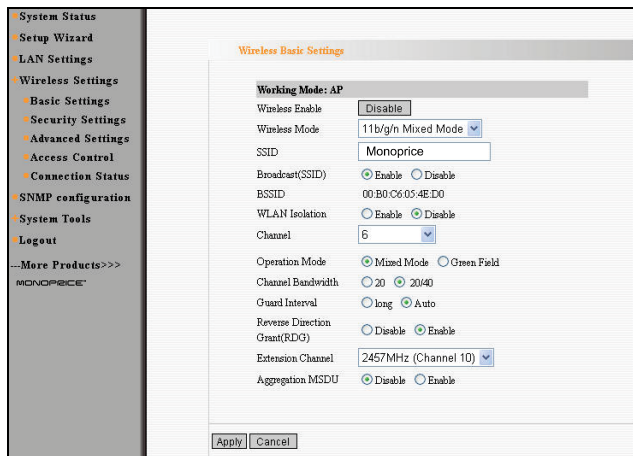 System Status
Setup Wizard
LAN Settings
Wireless Settings
Basic Settings
Security Settings
Advanced Settings
Access Control
Connection Status
SNMP configuration
System Tools
Logout
---More Products>>>
MONOPRICE™
Wireless Basic Settings
Working Mode: AP
Wireless Enable Disable
Wireless Mode 11b/g/n Mixed Mode
SSID Monoprice
Broadcast(SSID) Enable Disable
BSSID 00:B0:C6:05:4E:D0
WLAN Isolation Enable Disable
Channel 6
Operation Mode Mixed Mode Green Field
Channel Bandwidth 20 20/40
Guard Interval long Auto
Reverse Direction
Grant(RDG) Disable Enable
Extension Channel 2457MHz (Channel 10)
Aggregation MSDU Disable Enable
Apply Cancel